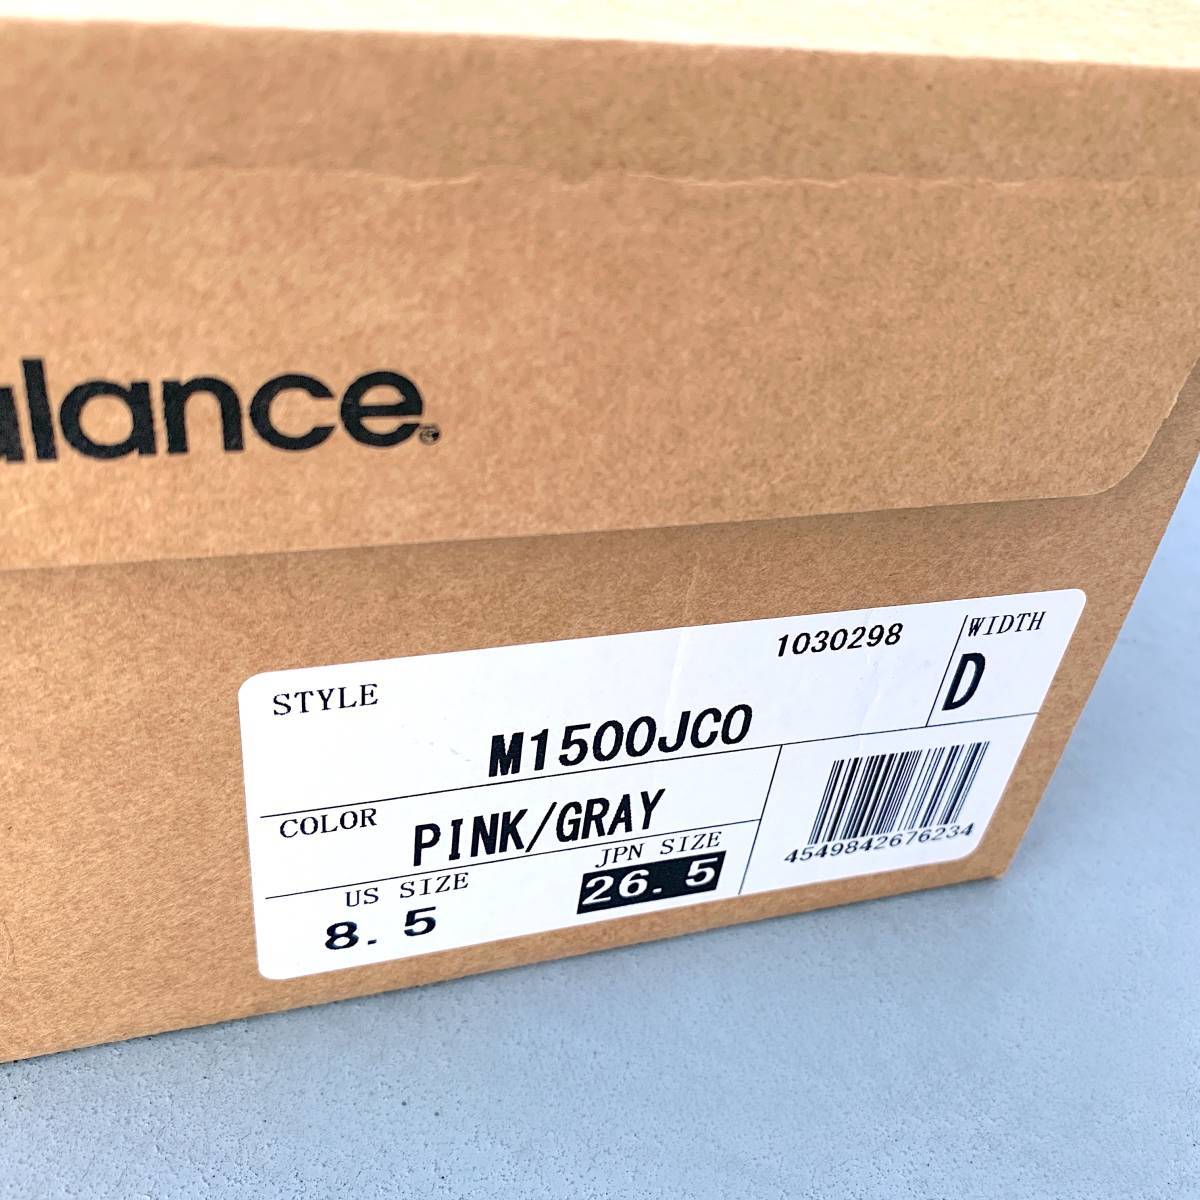 alance®
1030298
WIDTH
STYLE
D
M1500JCO
COLOR
PINK/GRAY
US SIZE
JPN SIZE
8.5
26.5
4549842676234